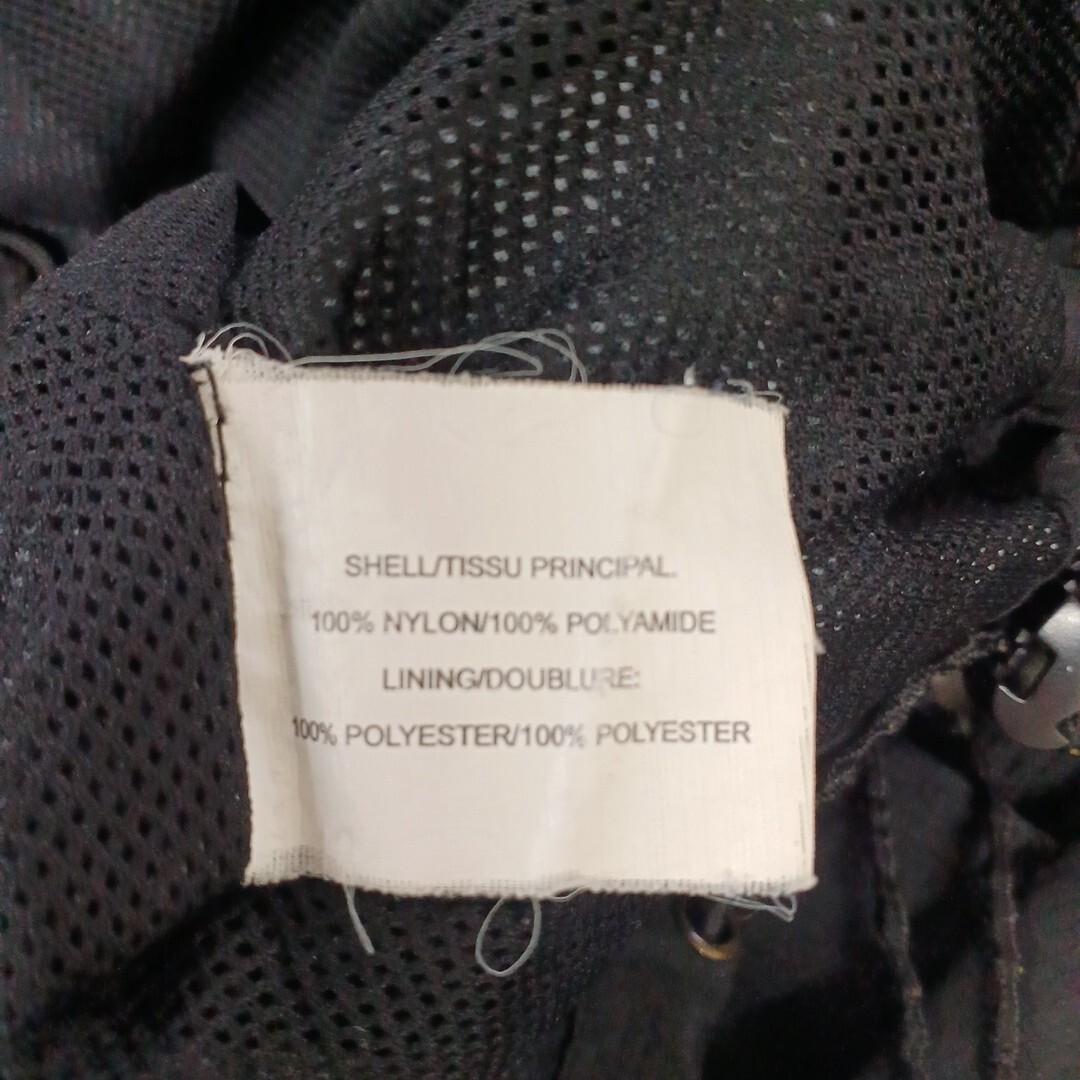 SHELL/TISSU PRINCIPAL.
100% NYLON/100% POLYAMIDE
LINING/DOUBLURE:
100% POLYESTER/100% POLYESTER